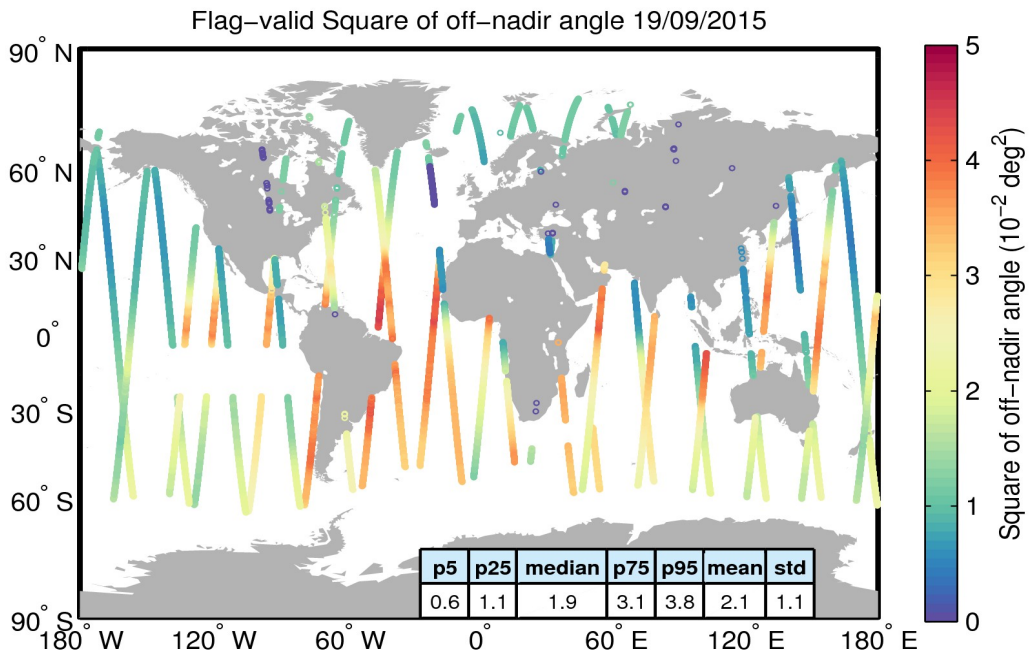 Flag−valid Square of off−nadir angle 19/09/2015
90° N
60° N
30° N
0°
30° S
60° S
90° S
180° W
120° W
60° W
0°
60° E
120° E
180° E
p5 p25 median p75 p95 mean std
0.6 1.1 1.9 3.1 3.8 2.1 1.1
5
4
3
2
1
0
Square of off−nadir angle (10⁻² deg²)